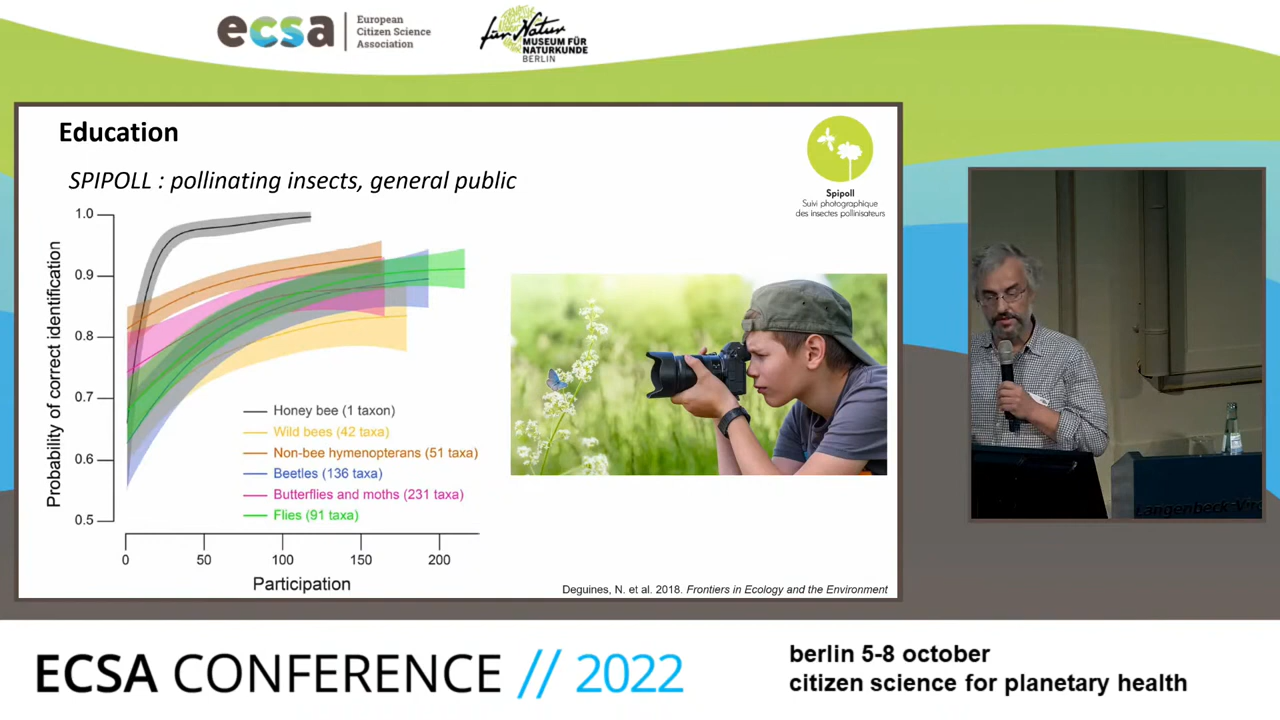 ecsa
European
Citizen Science
Association
für Natur
MUSEUM FÜR
NATURKUNDE
BERLIN
Education
SPIPOLL : pollinating insects, general public
Spipoll
Suivi photographique
des insectes pollinisateurs
Probability of correct identification
1.0
0.9
0.8
0.7
0.6
0.5
Honey bee (1 taxon)
Wild bees (42 taxa)
Non-bee hymenopterans (51 taxa)
Beetles (136 taxa)
Butterflies and moths (231 taxa)
Flies (91 taxa)
0 50 100 150 200
Participation
Deguines, N. et al. 2018. Frontiers in Ecology and the Environment
ECSA CONFERENCE // 2022
berlin 5-8 october
citizen science for planetary health